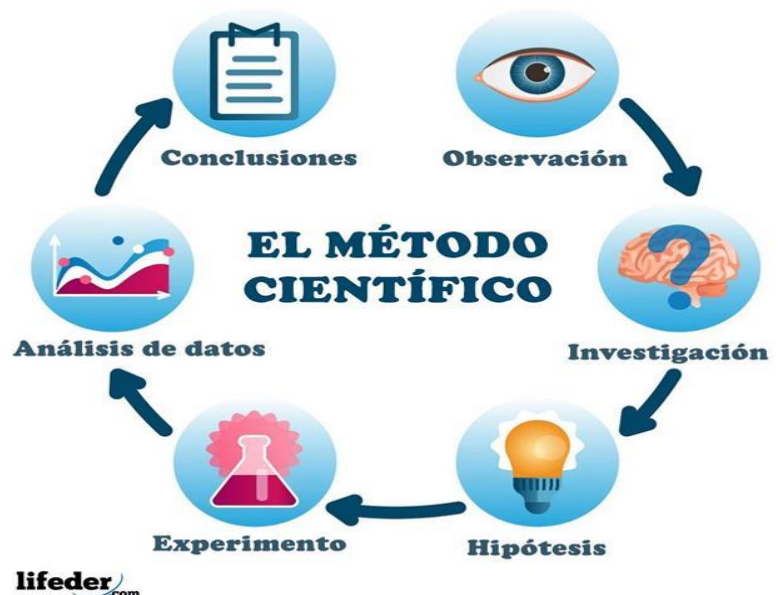 Conclusiones
Observación
EL MÉTODO
CIENTÍFICO
Análisis de datos
Investigación
Experimento
Hipótesis
lifeder.com